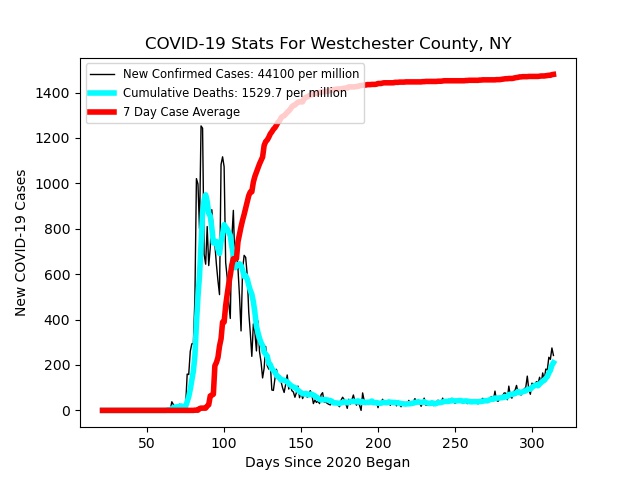 COVID-19 Stats For Westchester County, NY
New Confirmed Cases: 44100 per million
Cumulative Deaths: 1529.7 per million
7 Day Case Average
1400
1200
1000
800
600
400
200
0
New COVID-19 Cases
50 100 150 200 250 300
Days Since 2020 Began